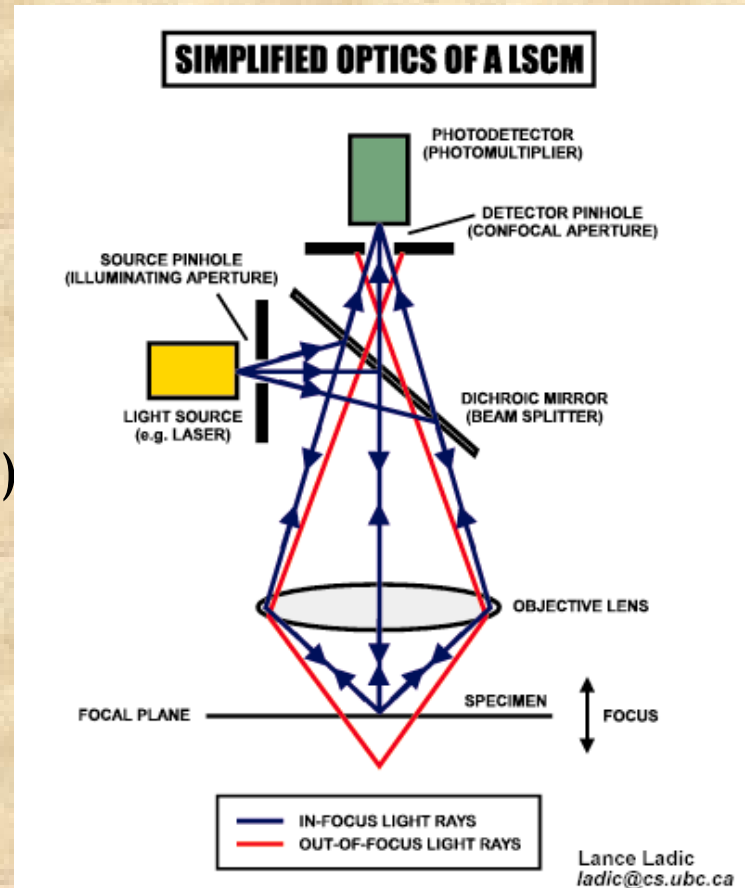 SIMPLIFIED OPTICS OF A LSCM
PHOTODETECTOR
(PHOTOMULTIPLIER)
DETECTOR PINHOLE
(CONFOCAL APERTURE)
SOURCE PINHOLE
(ILLUMINATING APERTURE)
DICHROIC MIRROR
(BEAM SPLITTER)
LIGHT SOURCE
(e.g. LASER)
)
OBJECTIVE LENS
SPECIMEN
FOCAL PLANE
FOCUS
IN-FOCUS LIGHT RAYS
OUT-OF-FOCUS LIGHT RAYS
Lance Ladic
ladic@cs.ubc.ca